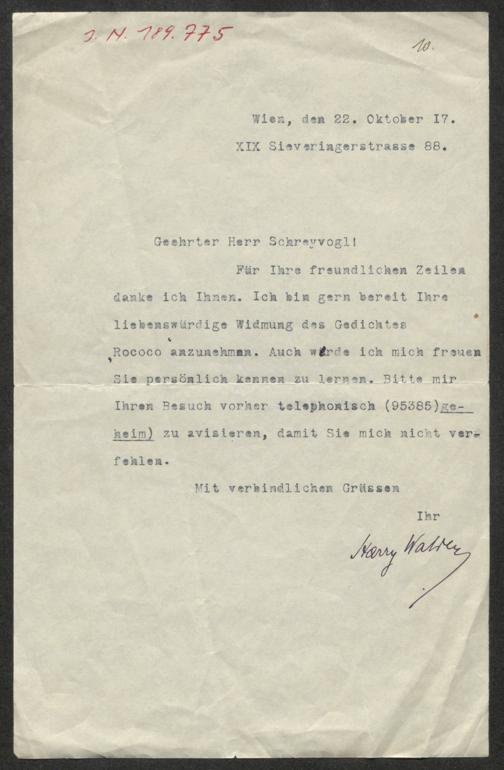 J. N. 189.775
10.
Wien, den 22. Oktober I7.
XIX Sieveringerstrasse 88.
Geehrter Herr Schreyvogl!
Für Ihre freundlichen Zeilen
danke ich Ihnen. Ich bin gern bereit Ihre
liebenswürdige Widmung des Gedichtes
Rococo anzunehmen. Auch würde ich mich freuen
Sie persönlich kennen zu lernen. Bitte mir
Ihren Besuch vorher telephonisch (95385)ge-
heim) zu avisieren, damit Sie mich nicht ver-
fehlen.
Mit verbindlichen Grüssen
Ihr
Harry Walden